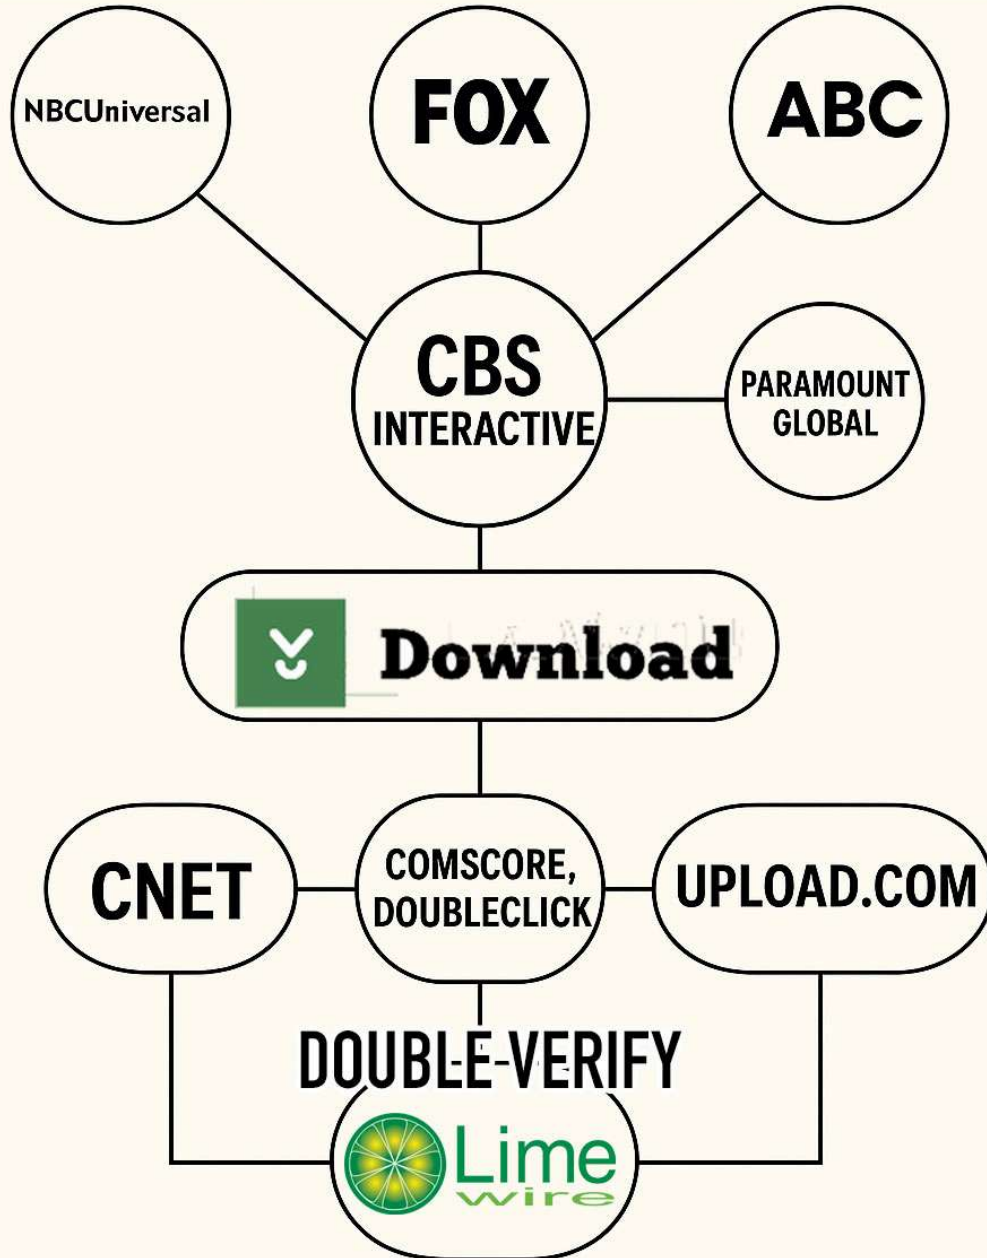 NBCUniversal
FOX
ABC
CBS
INTERACTIVE
PARAMOUNT
GLOBAL
Download
CNET
COMSCORE,
DOUBLECLICK
UPLOAD.COM
DOUBLE-VERIFY
Lime
wire